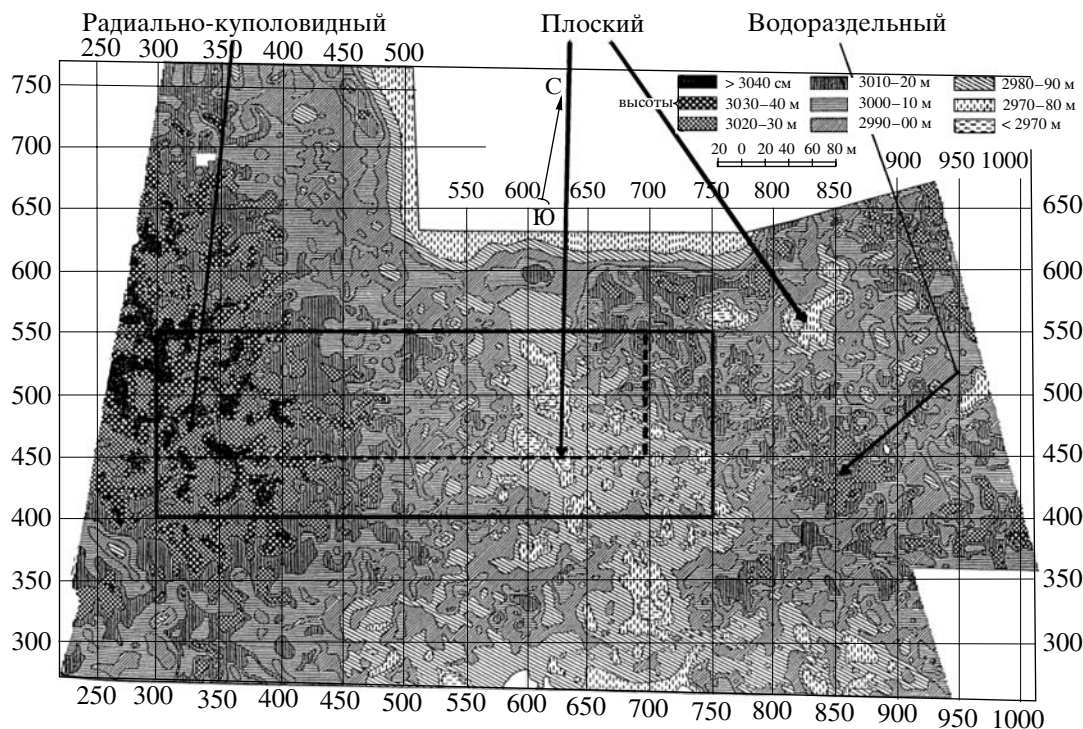 Радиально-куполовидный Плоский Водораздельный
250 300 350 400 450 500
750
700
650
600
550
500
450
400
350
300
С
Ю
высоты
> 3040 см
3030–40 м
3020–30 м
3010–20 м
3000–10 м
2990–00 м
2980–90 м
2970–80 м
< 2970 м
20 0 20 40 60 80 м
900 950 1000
550 600 650 700 750 800 850
650
600
550
500
450
400
350
300
250 300 350 400 450 500 550 600 650 700 750 800 850 900 950 1000